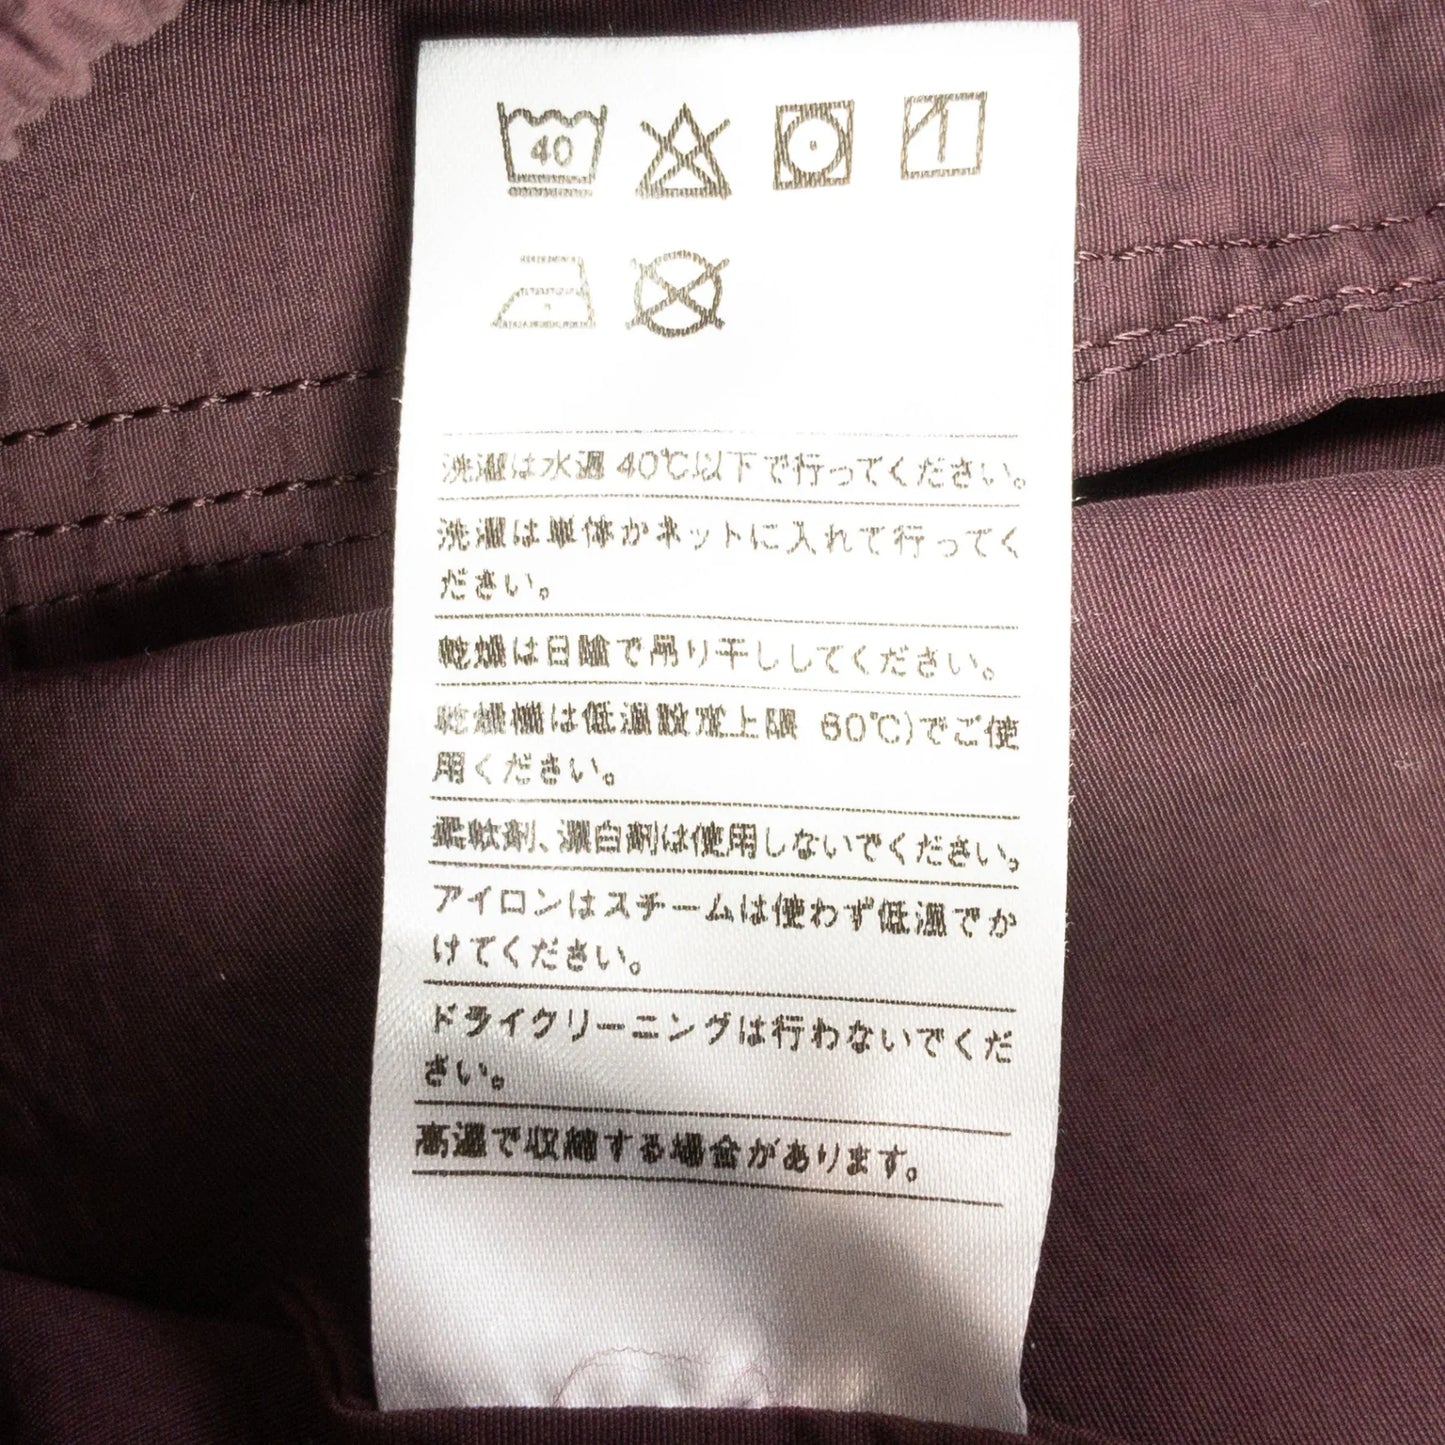 40
洗濯は水温 40℃以下で行ってください。
洗濯は単体かネットに入れて行ってく
ださい。
乾燥は日陰で吊り干ししてください。
乾燥機は低温設定上限 60℃)でご使
用ください。
柔軟剤、漂白剤は使用しないでください。
アイロンはスチームは使わず低温でか
けてください。
ドライクリーニングは行わないでくだ
さい。
高温で収縮する場合があります。